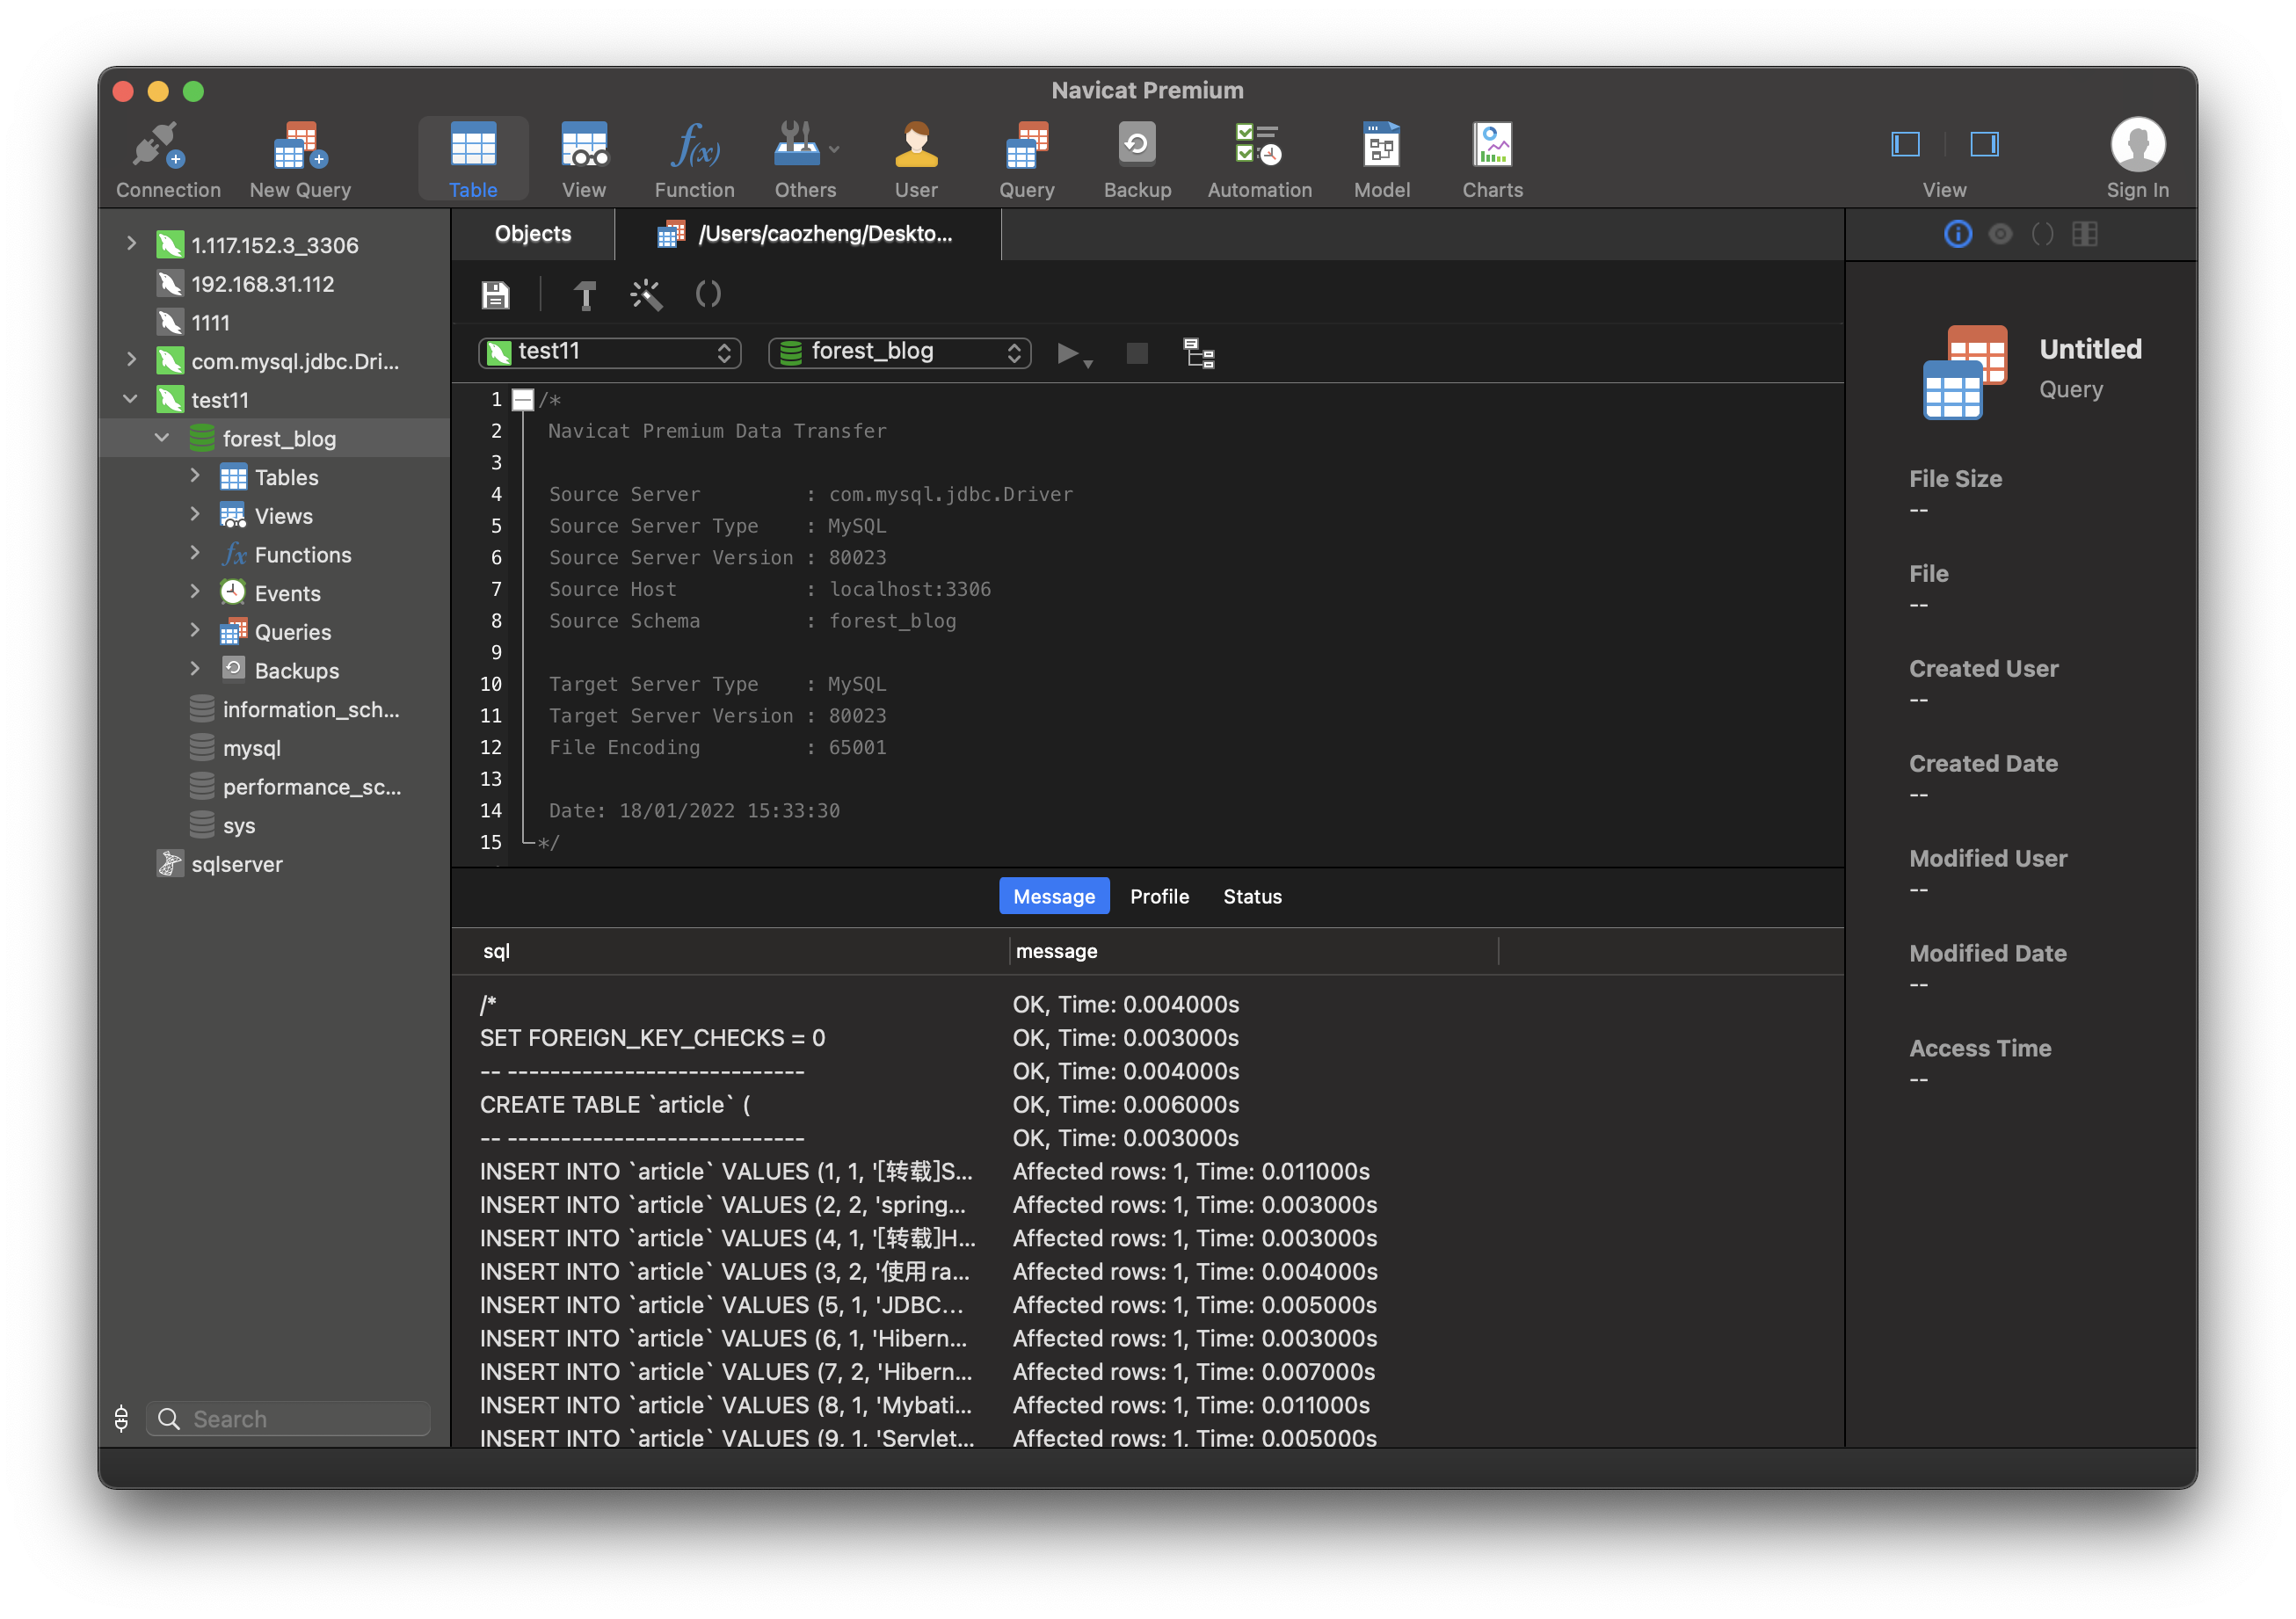 Navicat Premium
Connection
New Query
Table
View
Function
Others
User
Query
Backup
Automation
Model
Charts
View
Sign In
1.117.152.3_3306
192.168.31.112
1111
com.mysql.jdbc.Dri...
test11
forest_blog
Tables
Views
Functions
Events
Queries
Backups
information_sch...
mysql
performance_sc...
sys
sqlserver
Search
Objects
/Users/caozheng/Deskto...
test11
forest_blog
1 /*
2 Navicat Premium Data Transfer
3
4 Source Server : com.mysql.jdbc.Driver
5 Source Server Type : MySQL
6 Source Server Version : 80023
7 Source Host : localhost:3306
8 Source Schema : forest_blog
9
10 Target Server Type : MySQL
11 Target Server Version : 80023
12 File Encoding : 65001
13
14 Date: 18/01/2022 15:33:30
15 */
Message Profile Status
sql message
/* OK, Time: 0.004000s
SET FOREIGN_KEY_CHECKS = 0 OK, Time: 0.003000s
-- ---------------------------- OK, Time: 0.004000s
CREATE TABLE `article` ( OK, Time: 0.006000s
-- ---------------------------- OK, Time: 0.003000s
INSERT INTO `article` VALUES (1, 1, '[转载]S... Affected rows: 1, Time: 0.011000s
INSERT INTO `article` VALUES (2, 2, 'spring... Affected rows: 1, Time: 0.003000s
INSERT INTO `article` VALUES (4, 1, '[转载]H... Affected rows: 1, Time: 0.003000s
INSERT INTO `article` VALUES (3, 2, '使用 ra... Affected rows: 1, Time: 0.004000s
INSERT INTO `article` VALUES (5, 1, 'JDBC... Affected rows: 1, Time: 0.005000s
INSERT INTO `article` VALUES (6, 1, 'Hibern... Affected rows: 1, Time: 0.003000s
INSERT INTO `article` VALUES (7, 2, 'Hibern... Affected rows: 1, Time: 0.007000s
INSERT INTO `article` VALUES (8, 1, 'Mybati... Affected rows: 1, Time: 0.011000s
INSERT INTO `article` VALUES (9, 1, 'Servlet... Affected rows: 1, Time: 0.005000s
Untitled
Query
File Size
--
File
--
Created User
--
Created Date
--
Modified User
--
Modified Date
--
Access Time
--